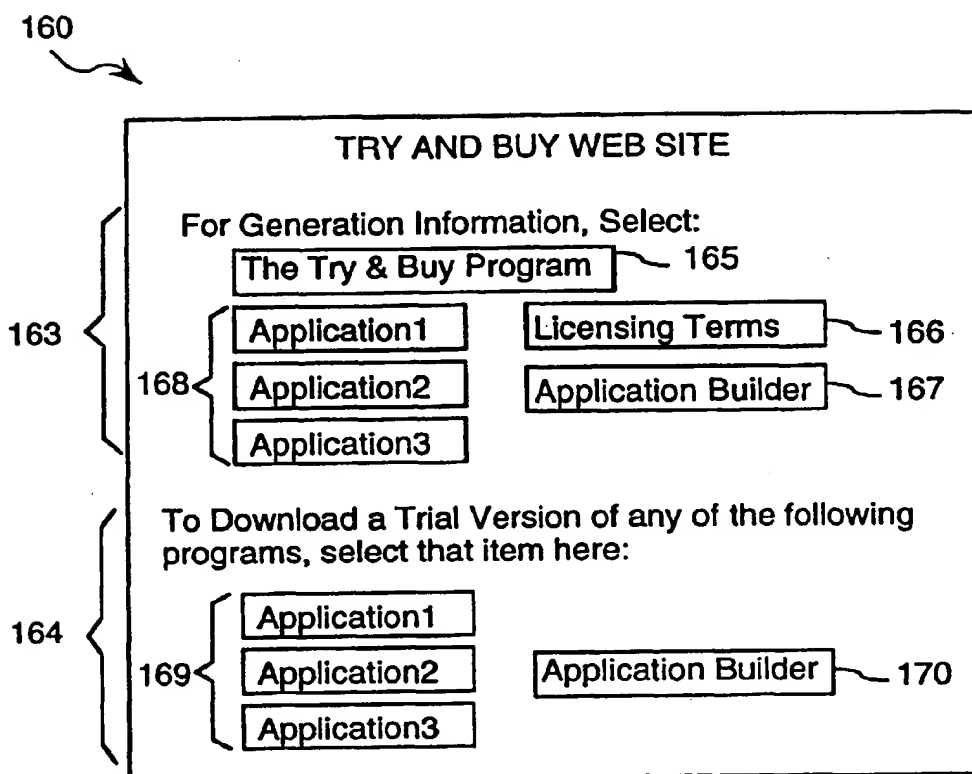 160
TRY AND BUY WEB SITE
For Generation Information, Select:
The Try & Buy Program 165
163
168
Application1 Licensing Terms 166
Application2 Application Builder 167
Application3
To Download a Trial Version of any of the following
programs, select that item here:
164
169
Application1
Application2 Application Builder 170
Application3